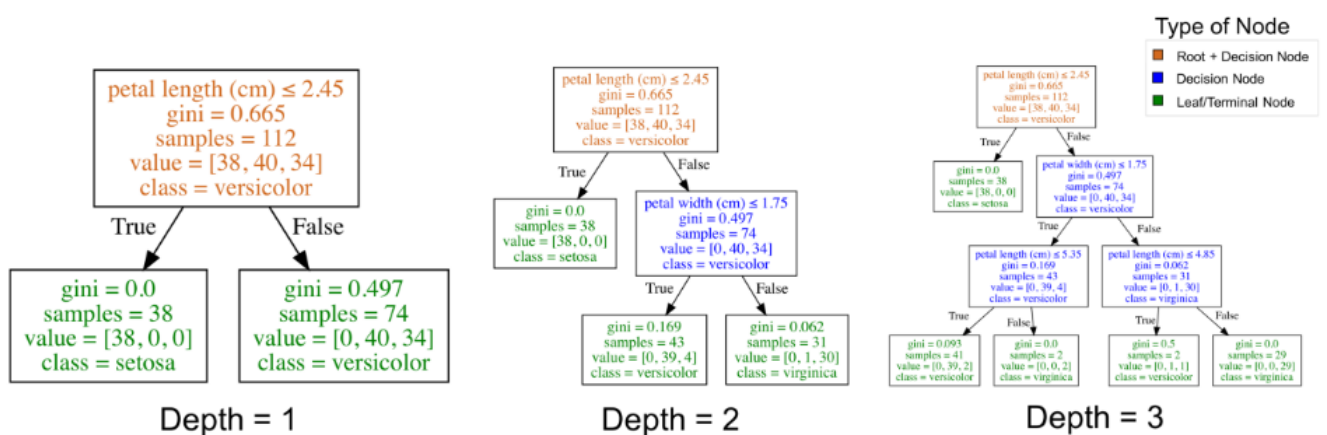 Type of Node
Root + Decision Node
Decision Node
Leaf/Terminal Node
petal length (cm) ≤ 2.45
gini = 0.665
samples = 112
value = [38, 40, 34]
class = versicolor
True
False
gini = 0.0
samples = 38
value = [38, 0, 0]
class = setosa
gini = 0.497
samples = 74
value = [0, 40, 34]
class = versicolor
Depth = 1
petal length (cm) ≤ 2.45
gini = 0.665
samples = 112
value = [38, 40, 34]
class = versicolor
True
False
gini = 0.0
samples = 38
value = [38, 0, 0]
class = setosa
petal width (cm) ≤ 1.75
gini = 0.497
samples = 74
value = [0, 40, 34]
class = versicolor
True
False
gini = 0.169
samples = 43
value = [0, 39, 4]
class = versicolor
gini = 0.062
samples = 31
value = [0, 1, 30]
class = virginica
Depth = 2
petal length (cm) ≤ 2.45
gini = 0.665
samples = 112
value = [38, 40, 34]
class = versicolor
True
False
gini = 0.0
samples = 38
value = [38, 0, 0]
class = setosa
petal width (cm) ≤ 1.75
gini = 0.497
samples = 74
value = [0, 40, 34]
class = versicolor
True
False
petal length (cm) ≤ 5.35
gini = 0.169
samples = 43
value = [0, 39, 4]
class = versicolor
petal length (cm) ≤ 4.85
gini = 0.062
samples = 31
value = [0, 1, 30]
class = virginica
True
False
True
False
gini = 0.093
samples = 41
value = [0, 39, 2]
class = versicolor
gini = 0.0
samples = 2
value = [0, 0, 2]
class = virginica
gini = 0.5
samples = 2
value = [0, 1, 1]
class = versicolor
gini = 0.0
samples = 29
value = [0, 0, 29]
class = virginica
Depth = 3